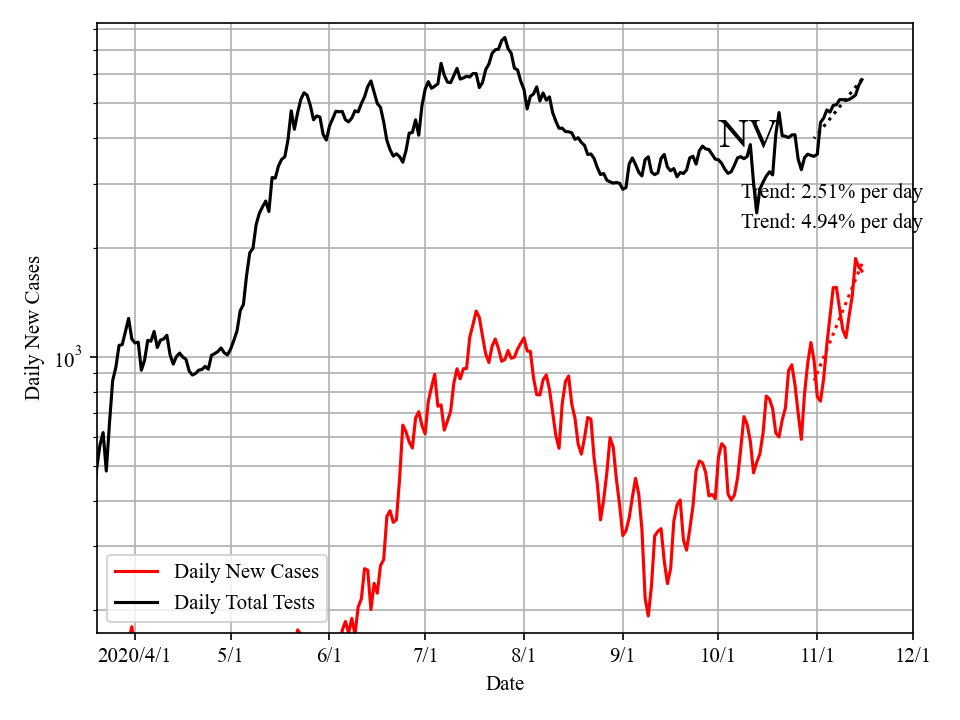 NV
Trend: 2.51% per day
Trend: 4.94% per day
Daily New Cases
10³
Daily New Cases
Daily Total Tests
2020/4/1 5/1 6/1 7/1 8/1 9/1 10/1 11/1 12/1
Date